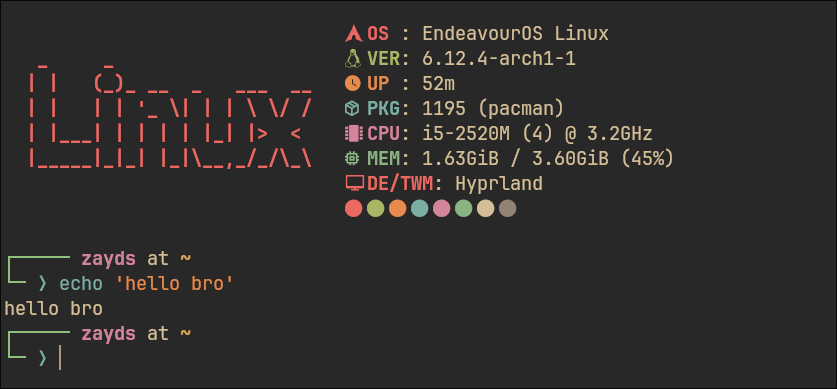 Linux
OS : EndeavourOS Linux
VER: 6.12.4-arch1-1
UP : 52m
PKG: 1195 (pacman)
CPU: i5-2520M (4) @ 3.2GHz
MEM: 1.63GiB / 3.60GiB (45%)
DE/TWM: Hyprland
zayds at ~
❯ echo 'hello bro'
hello bro
zayds at ~
❯